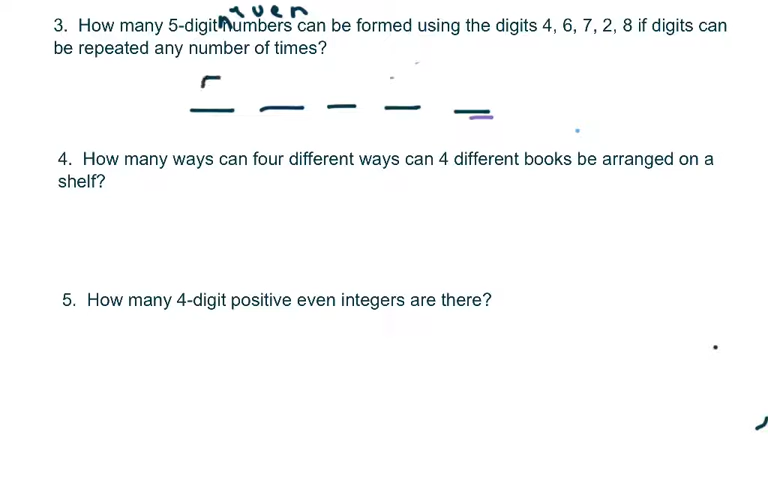 even
3. How many 5-digit numbers can be formed using the digits 4, 6, 7, 2, 8 if digits can
be repeated any number of times?
4. How many ways can four different ways can 4 different books be arranged on a
shelf?
5. How many 4-digit positive even integers are there?